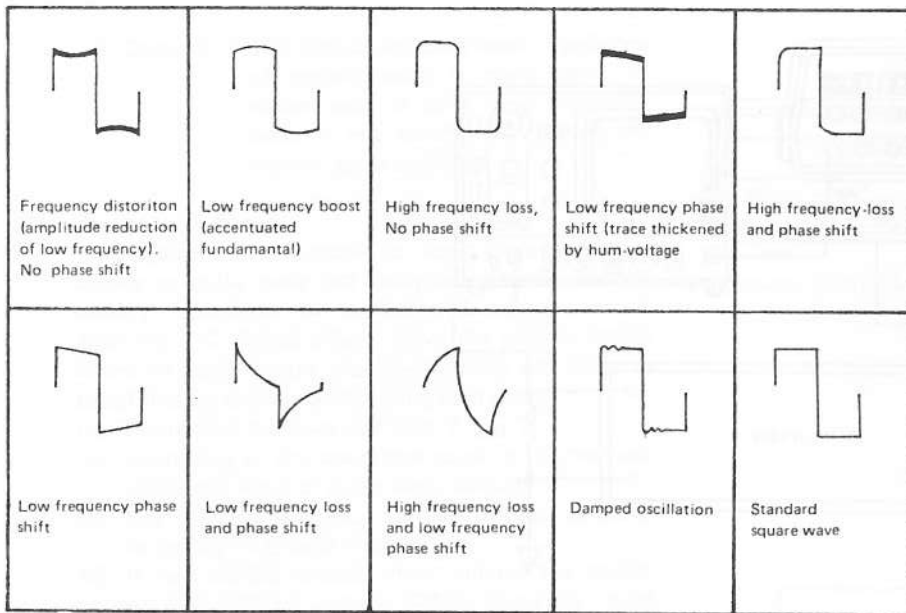 Frequency distoriton
(amplitude reduction
of low frequency).
No phase shift
Low frequency boost
(accentuated
fundamantal)
High frequency loss,
No phase shift
Low frequency phase
shift (trace thickened
by hum-voltage
High frequency-loss
and phase shift
Low frequency phase
shift
Low frequency loss
and phase shift
High frequency loss
and low frequency
phase shift
Damped oscillation
Standard
square wave